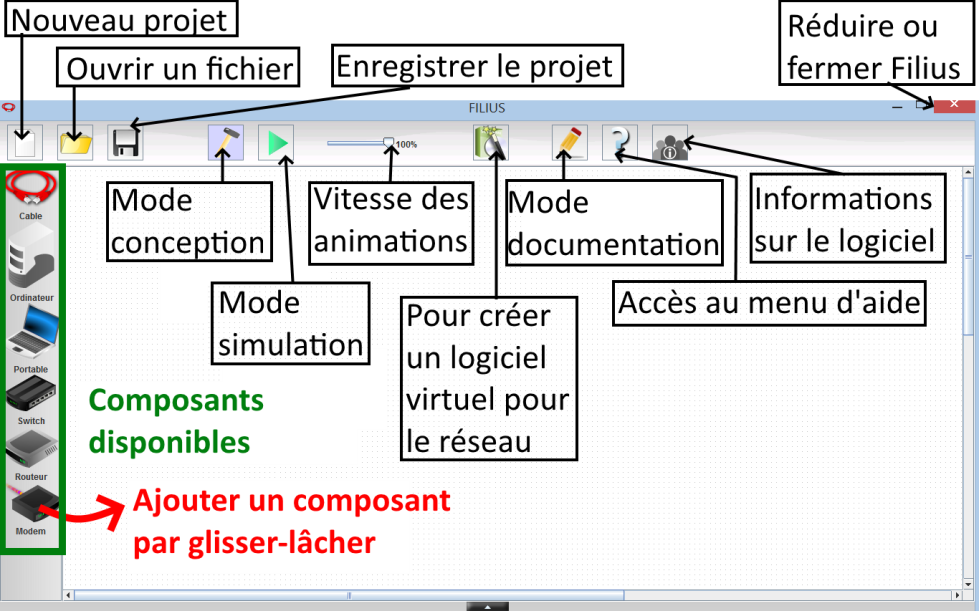 Nouveau projet
Ouvrir un fichier
Enregistrer le projet
Réduire ou
fermer Filius
FILIUS
100%
Mode
conception
Vitesse des
animations
Mode
documentation
Informations
sur le logiciel
Mode
simulation
Pour créer
un logiciel
virtuel pour
le réseau
Accès au menu d'aide
Cable
Ordinateur
Portable
Switch
Routeur
Modem
Composants
disponibles
Ajouter un composant
par glisser-lâcher